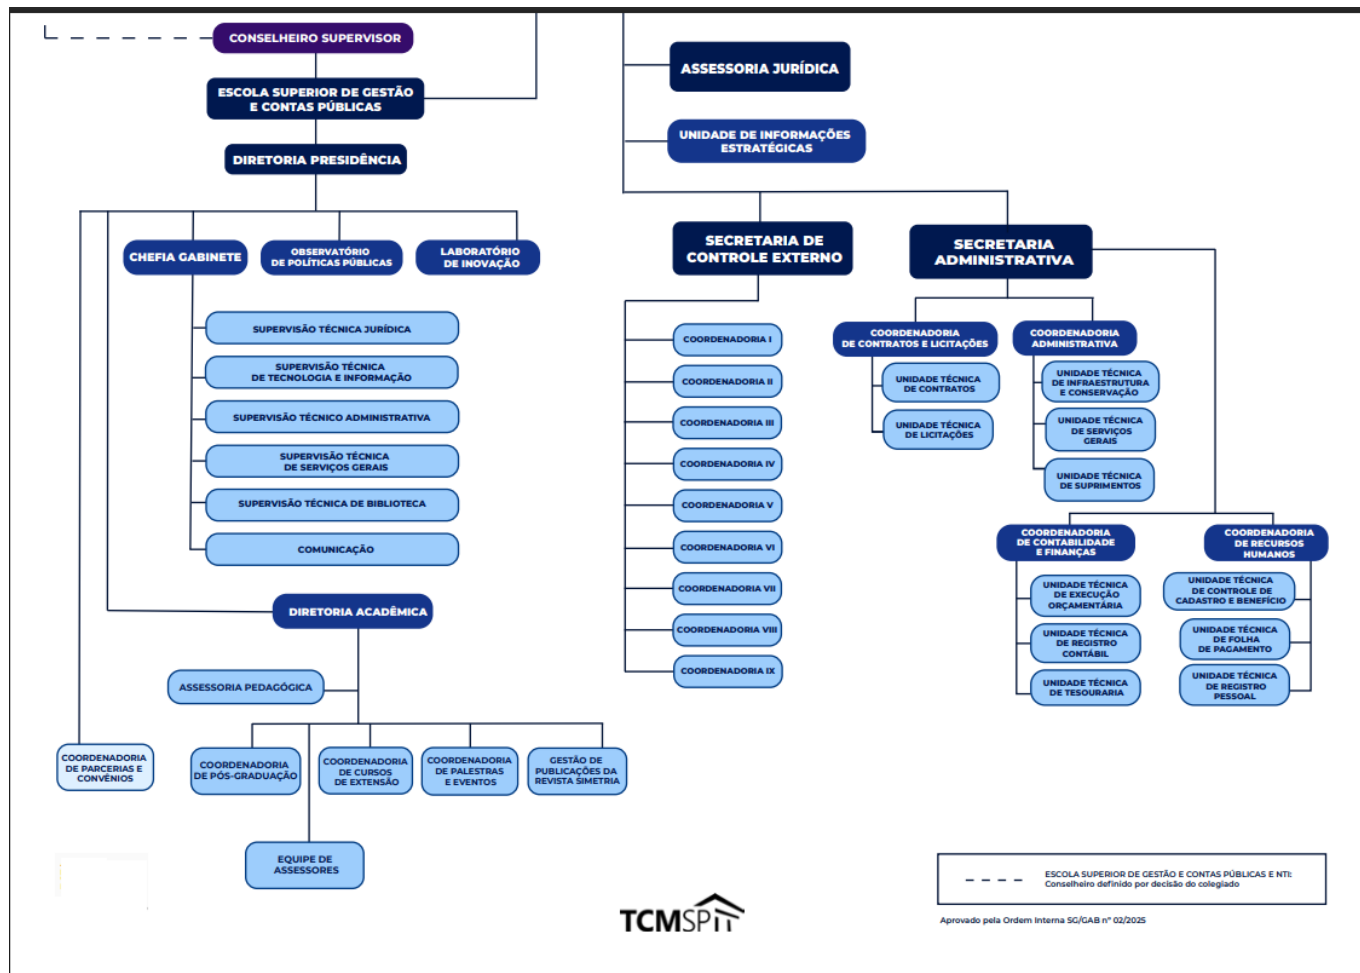 CONSELHEIRO SUPERVISOR
ESCOLA SUPERIOR DE GESTÃO
E CONTAS PÚBLICAS
DIRETORIA PRESIDÊNCIA
CHEFIA GABINETE
OBSERVATÓRIO
DE POLÍTICAS PÚBLICAS
LABORATÓRIO
DE INOVAÇÃO
SUPERVISÃO TÉCNICA JURÍDICA
SUPERVISÃO TÉCNICA
DE TECNOLOGIA E INFORMAÇÃO
SUPERVISÃO TÉCNICO ADMINISTRATIVA
SUPERVISÃO TÉCNICA
DE SERVIÇOS GERAIS
SUPERVISÃO TÉCNICA DE BIBLIOTECA
COMUNICAÇÃO
DIRETORIA ACADÊMICA
ASSESSORIA PEDAGÓGICA
COORDENADORIA
DE PARCERIAS E
CONVÊNIOS
COORDENADORIA
DE PÓS-GRADUAÇÃO
COORDENADORIA
DE CURSOS
DE EXTENSÃO
COORDENADORIA
DE PALESTRAS
E EVENTOS
GESTÃO DE
PUBLICAÇÕES DA
REVISTA SIMETRIA
EQUIPE DE
ASSESSORES
ASSESSORIA JURÍDICA
UNIDADE DE INFORMAÇÕES
ESTRATÉGICAS
SECRETARIA DE
CONTROLE EXTERNO
COORDENADORIA I
COORDENADORIA II
COORDENADORIA III
COORDENADORIA IV
COORDENADORIA V
COORDENADORIA VI
COORDENADORIA VII
COORDENADORIA VIII
COORDENADORIA IX
SECRETARIA
ADMINISTRATIVA
COORDENADORIA
DE CONTRATOS E LICITAÇÕES
UNIDADE TÉCNICA
DE CONTRATOS
UNIDADE TÉCNICA
DE LICITAÇÕES
COORDENADORIA
ADMINISTRATIVA
UNIDADE TÉCNICA
DE INFRAESTRUTURA
E CONSERVAÇÃO
UNIDADE TÉCNICA
DE SERVIÇOS
GERAIS
UNIDADE TÉCNICA
DE SUPRIMENTOS
COORDENADORIA
DE CONTABILIDADE
E FINANÇAS
UNIDADE TÉCNICA
DE EXECUÇÃO
ORÇAMENTÁRIA
UNIDADE TÉCNICA
DE REGISTRO
CONTÁBIL
UNIDADE TÉCNICA
DE TESOURARIA
COORDENADORIA
DE RECURSOS
HUMANOS
UNIDADE TÉCNICA
DE CONTROLE DE
CADASTRO E BENEFÍCIO
UNIDADE TÉCNICA
DE FOLHA
DE PAGAMENTO
UNIDADE TÉCNICA
DE REGISTRO
PESSOAL
TCMSP
ESCOLA SUPERIOR DE GESTÃO E CONTAS PÚBLICAS E NTI:
Conselheiro definido por decisão do colegiado
Aprovado pela Ordem Interna SG/GAB nº 02/2025